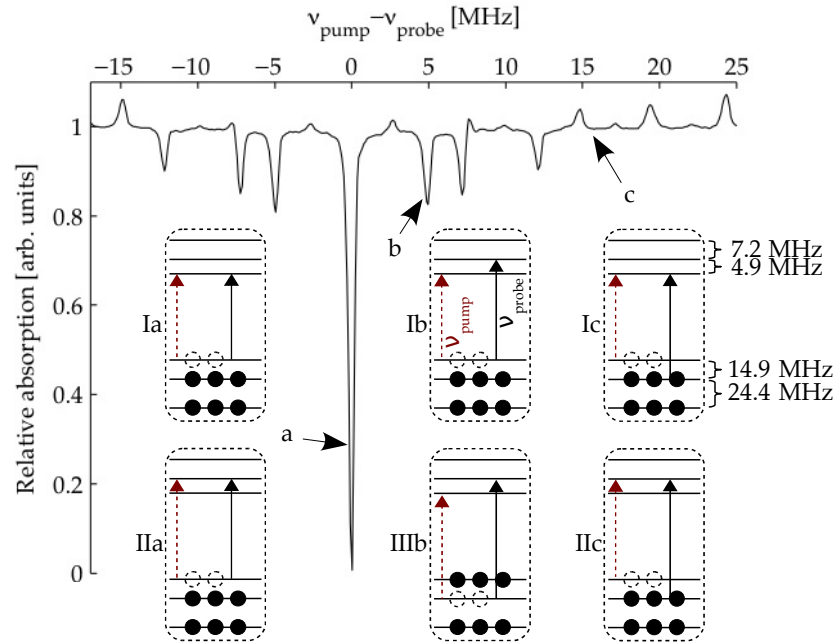 ν_pump−ν_probe [MHz]
−15 −10 −5 0 5 10 15 20 25
Relative absorption [arb. units]
1
0.8
0.6
0.4
0.2
0
a
b
c
Ia
Ib
ν_pump
ν_probe
Ic
7.2 MHz
4.9 MHz
14.9 MHz
24.4 MHz
IIa
IIIb
IIc